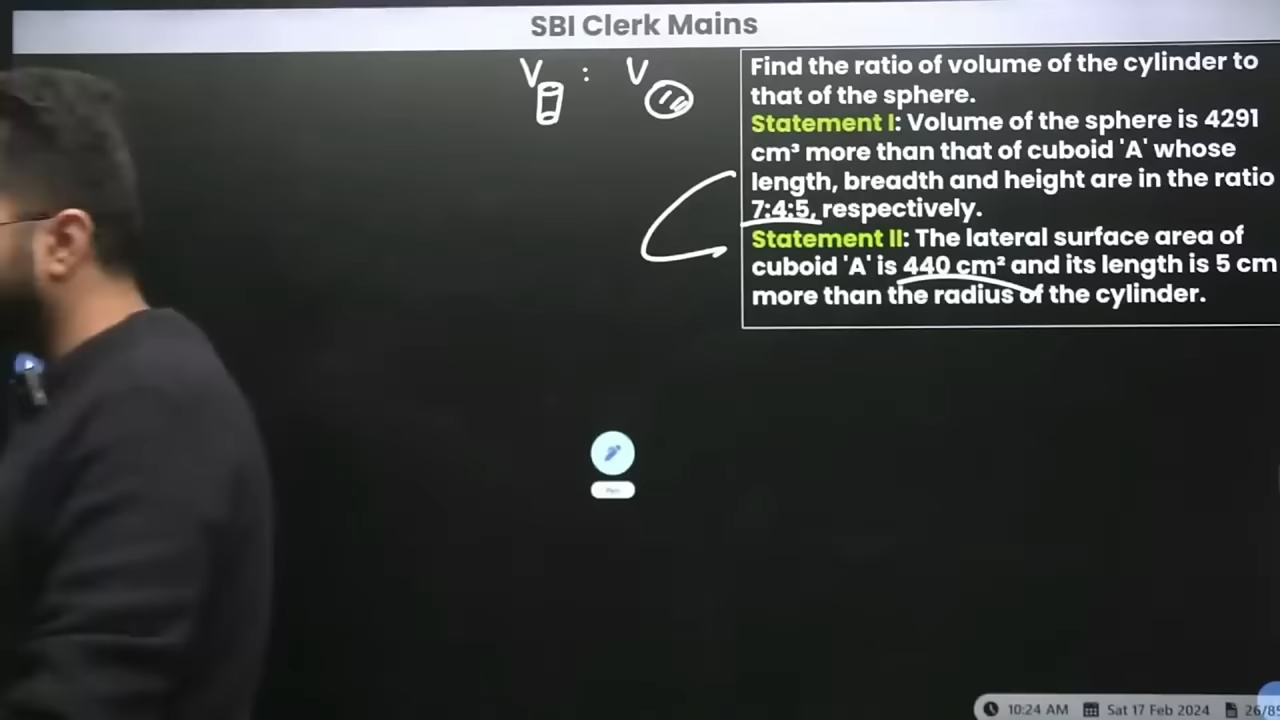 SBI Clerk Mains
V : V
Find the ratio of volume of the cylinder to
that of the sphere.
Statement I: Volume of the sphere is 4291
cm³ more than that of cuboid 'A' whose
length, breadth and height are in the ratio
7:4:5, respectively.
Statement II: The lateral surface area of
cuboid 'A' is 440 cm² and its length is 5 cm
more than the radius of the cylinder.
10:24 AM Sat 17 Feb 2024 26/85